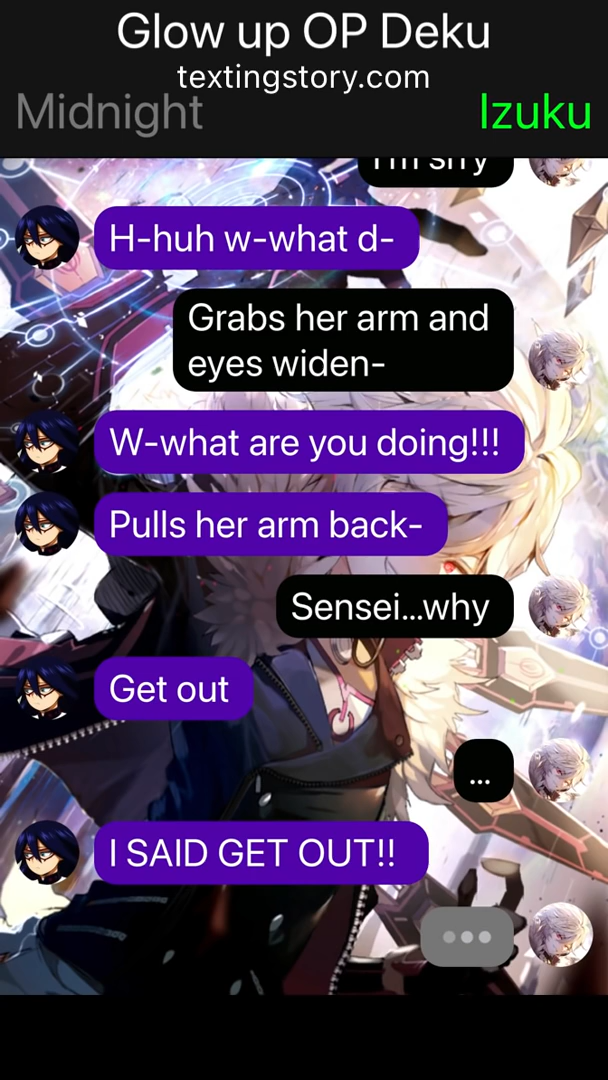 Glow up OP Deku
textingstory.com
Midnight
Izuku
I'm srry
H-huh w-what d-
Grabs her arm and
eyes widen-
W-what are you doing!!!
Pulls her arm back-
Sensei...why
Get out
...
I SAID GET OUT!!